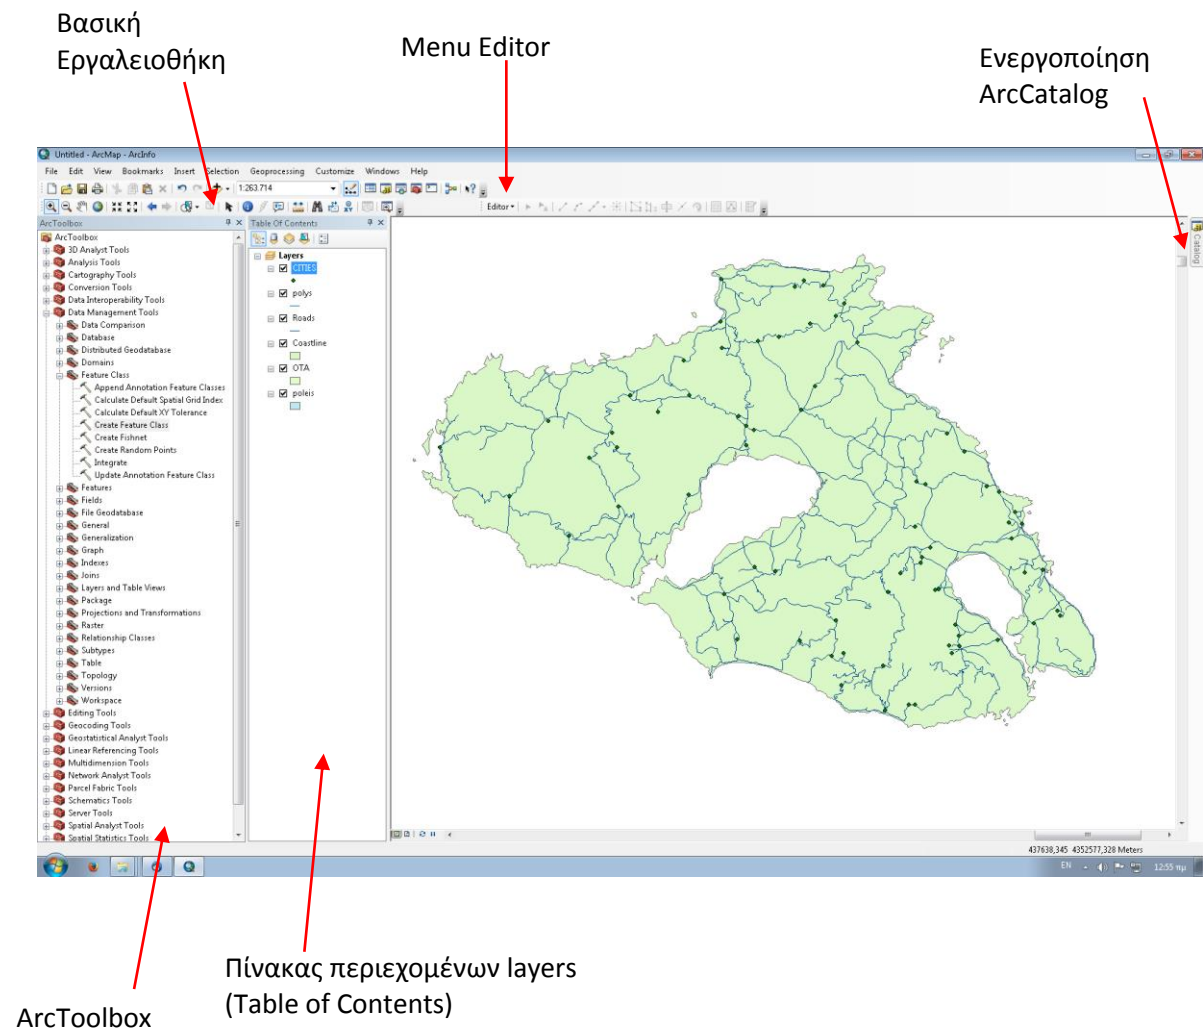 Βασική
Εργαλειοθήκη
Menu Editor
Ενεργοποίηση
ArcCatalog
Untitled - ArcMap - ArcInfo
File Edit View Bookmarks Insert Selection Geoprocessing Customize Windows Help
1:263.714
Editor
ArcToolbox
Table Of Contents
Catalog
ArcToolbox
3D Analyst Tools
Analysis Tools
Cartography Tools
Conversion Tools
Data Interoperability Tools
Data Management Tools
Data Comparison
Database
Distributed Geodatabase
Domains
Feature Class
Append Annotation Feature Classes
Calculate Default Spatial Grid Index
Calculate Default XY Tolerance
Create Feature Class
Create Fishnet
Create Random Points
Integrate
Update Annotation Feature Class
Features
Fields
File Geodatabase
General
Generalization
Graph
Indexes
Joins
Layers and Table Views
Package
Projections and Transformations
Raster
Relationship Classes
Subtypes
Table
Topology
Versions
Workspace
Editing Tools
Geocoding Tools
Geostatistical Analyst Tools
Linear Referencing Tools
Multidimension Tools
Network Analyst Tools
Parcel Fabric Tools
Schematics Tools
Server Tools
Spatial Analyst Tools
Spatial Statistics Tools
Layers
CITIES
polys
Roads
Coastline
OTA
poleis
437638,345 4352577,328 Meters
EN
12:55 πμ
Πίνακας περιεχομένων layers
(Table of Contents)
ArcToolbox